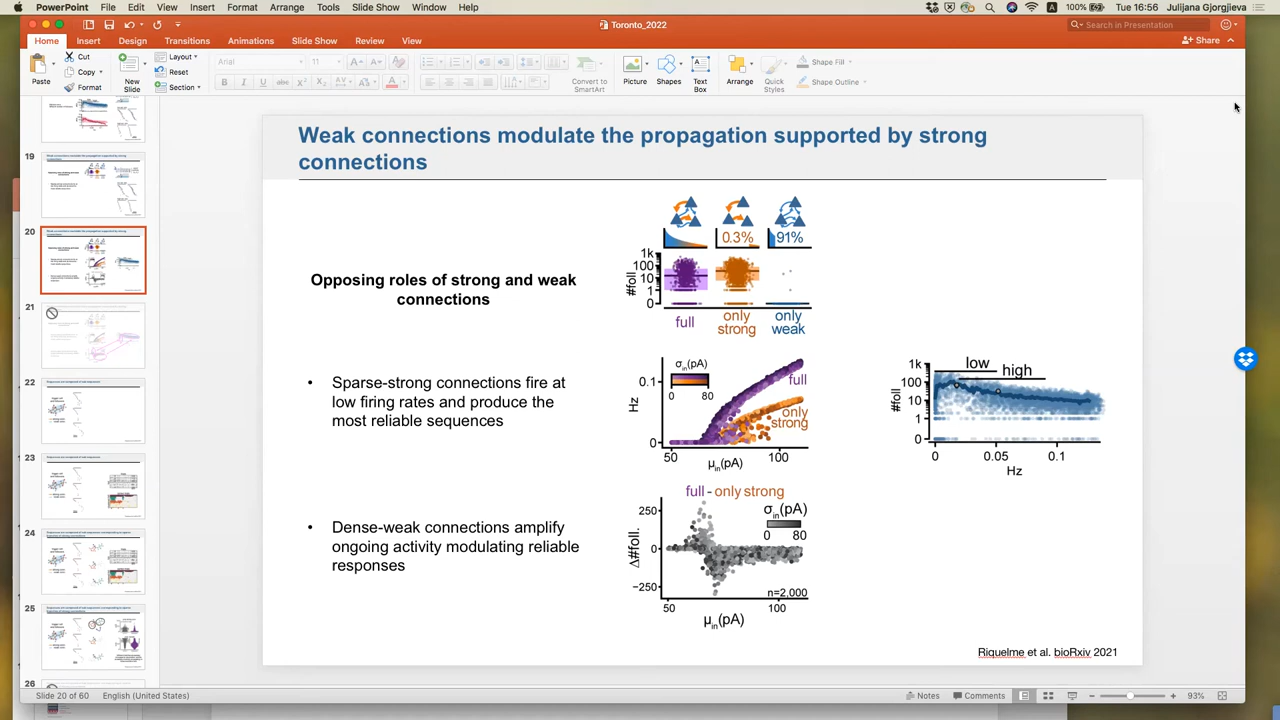 PowerPoint File Edit View Insert Format Arrange Tools Slide Show Window Help
100% Tue 16:56 Julijana Gjorgjieva
Toronto_2022
Search in Presentation
Home Insert Design Transitions Animations Slide Show Review View
Share
Paste
Cut
Copy
Format
New Slide
Layout
Reset
Section
Arial 11
Convert to SmartArt
Picture
Shapes
Text Box
Arrange
Quick Styles
Shape Fill
Shape Outline
19
20
21
22
23
24
25
26
Weak connections modulate the propagation supported by strong
connections
0.3% 91%
1k
100
10
0
#foll
full
only strong
only weak
Opposing roles of strong and weak
connections
• Sparse-strong connections fire at
low firing rates and produce the
most reliable sequences
σin(pA)
0 80
full
only strong
0.1
0
Hz
50 100
μin(pA)
low
high
1k
100
10
1
0
#foll
0 0.05 0.1
Hz
• Dense-weak connections amplify
ongoing activity modulating reliable
responses
full - only strong
σin(pA)
0 80
250
0
−250
Δ#foll.
n=2,000
50 100
μin(pA)
Riquelme et al. bioRxiv 2021
Slide 20 of 60 English (United States)
Notes Comments 93%